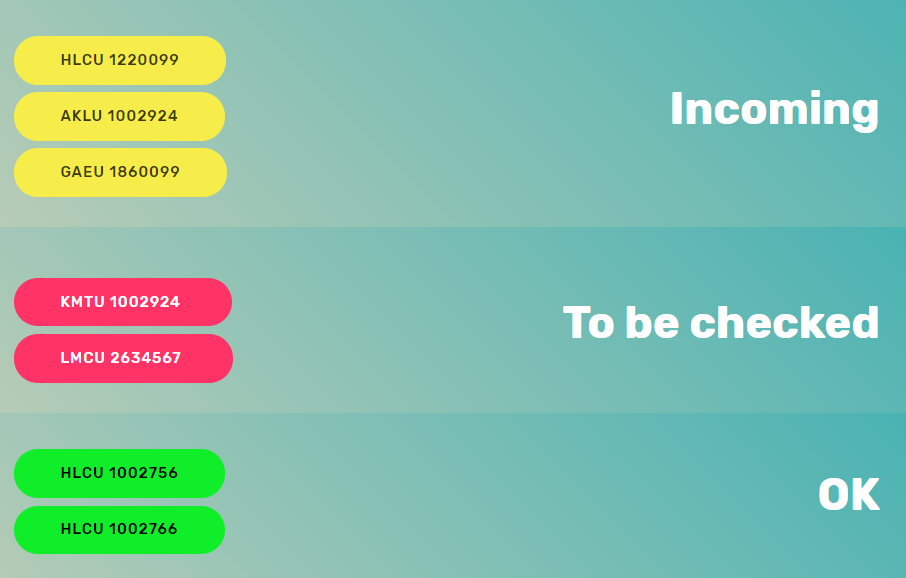 HLCU 1220099
AKLU 1002924
GAEU 1860099
Incoming
KMTU 1002924
LMCU 2634567
To be checked
HLCU 1002756
HLCU 1002766
OK